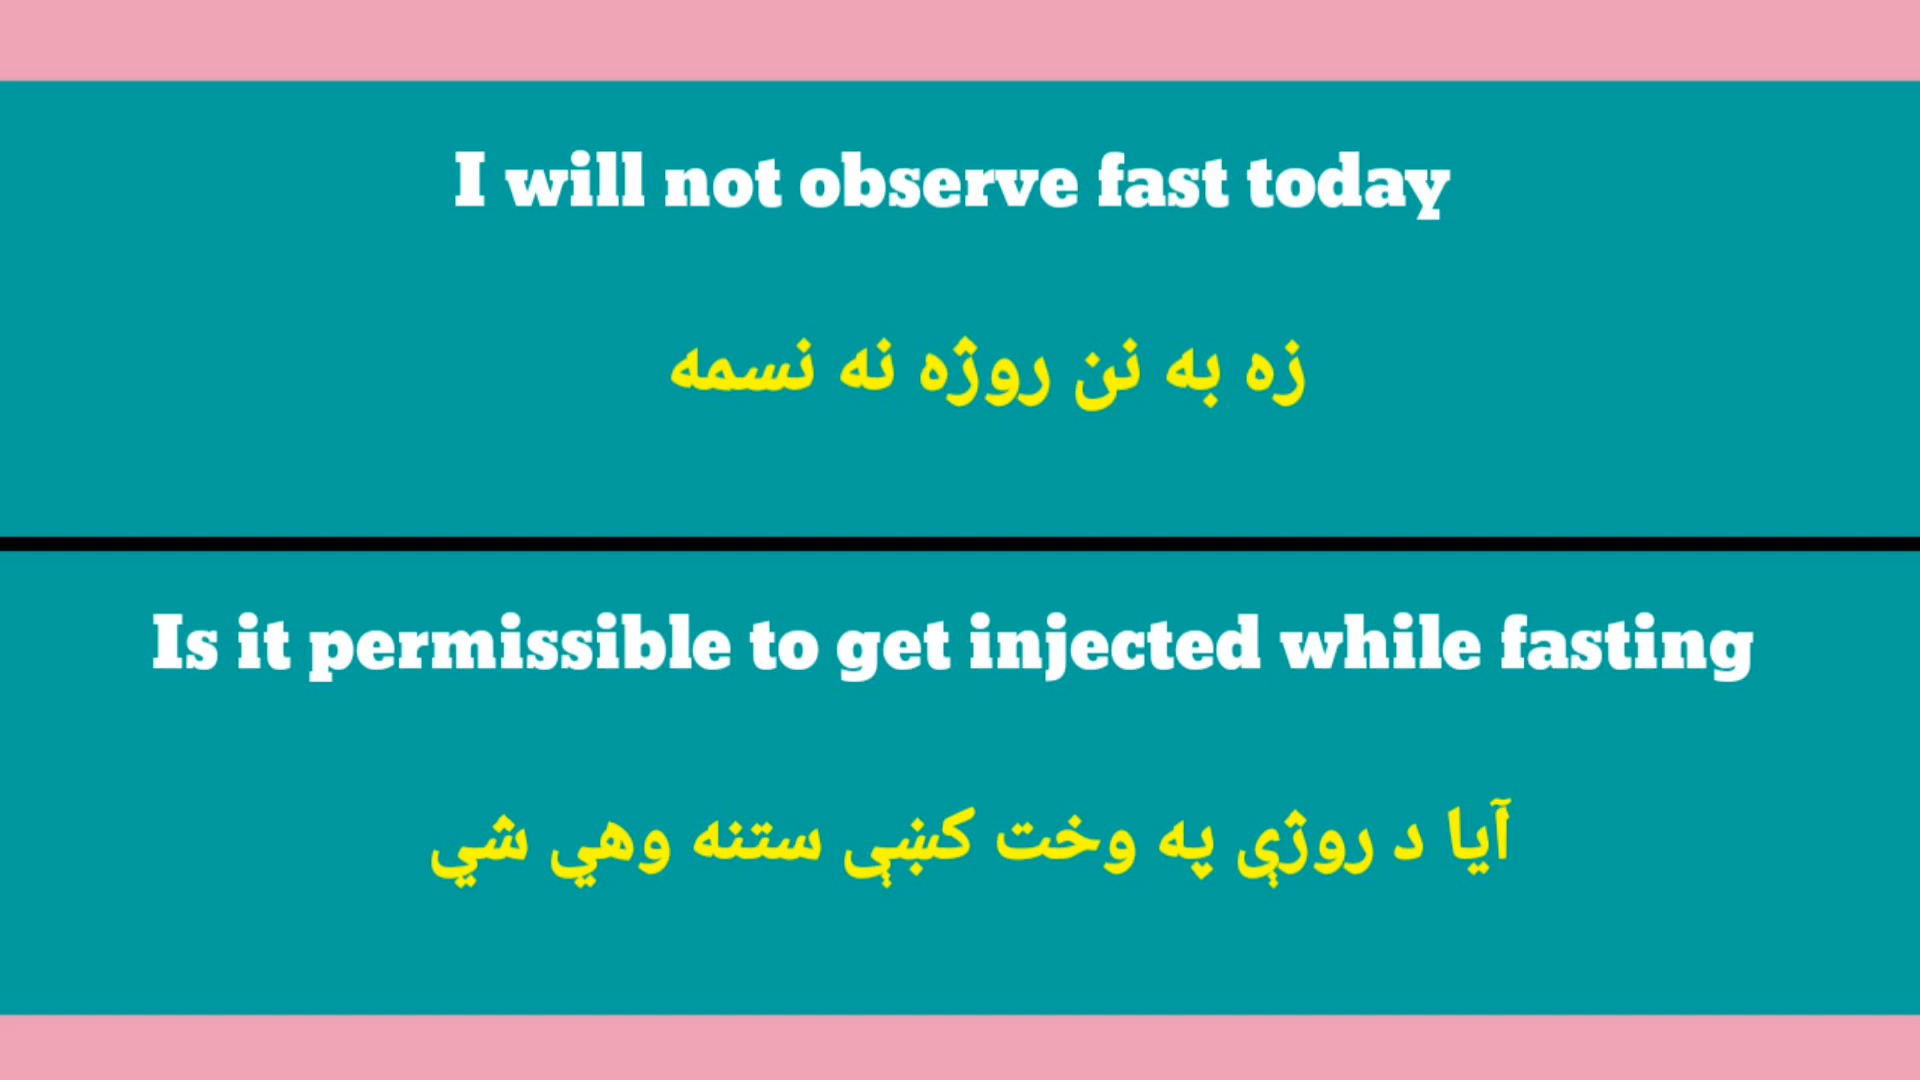 I will not observe fast today
زه به نن روژه نه نسمه
Is it permissible to get injected while fasting
آیا د روژې په وخت کښې ستنه وهي شي